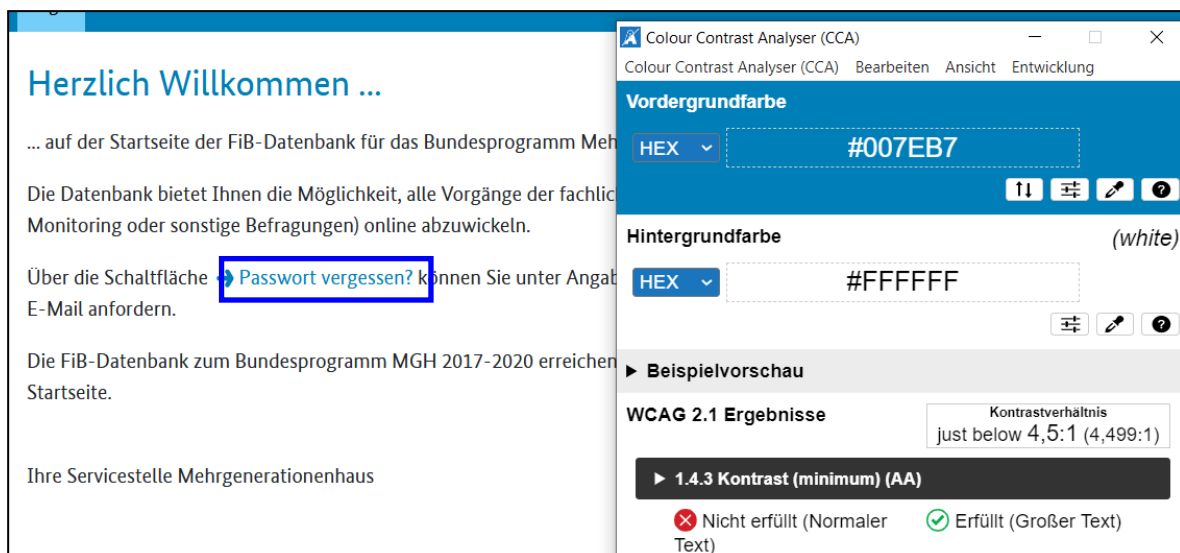 Herzlich Willkommen ...
... auf der Startseite der FiB-Datenbank für das Bundesprogramm Meh
Die Datenbank bietet Ihnen die Möglichkeit, alle Vorgänge der fachlic
Monitoring oder sonstige Befragungen) online abzuwickeln.
Über die Schaltfläche Passwort vergessen? können Sie unter Angab
E-Mail anfordern.
Die FiB-Datenbank zum Bundesprogramm MGH 2017-2020 erreichen
Startseite.
Ihre Servicestelle Mehrgenerationenhaus
Colour Contrast Analyser (CCA)
Colour Contrast Analyser (CCA) Bearbeiten Ansicht Entwicklung
Vordergrundfarbe
HEX #007EB7
Hintergrundfarbe (white)
HEX #FFFFFF
Beispielvorschau
WCAG 2.1 Ergebnisse
Kontrastverhältnis
just below 4,5:1 (4,499:1)
1.4.3 Kontrast (minimum) (AA)
Nicht erfüllt (Normaler Erfüllt (Großer Text)
Text)